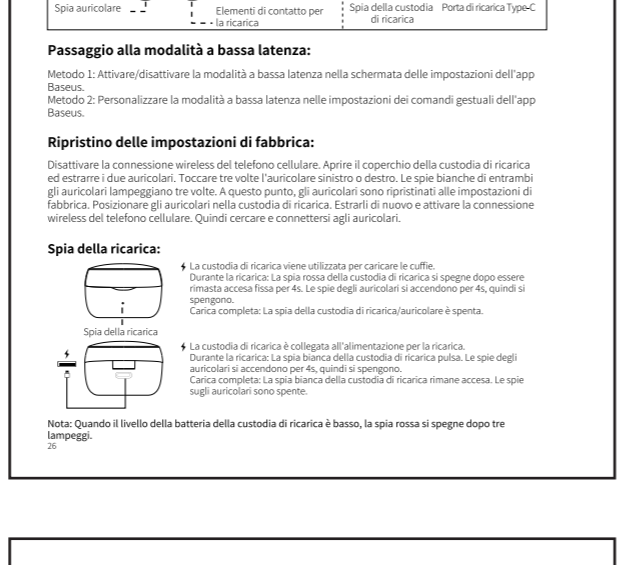 Spia auricolare
Elementi di contatto per
la ricarica
Spia della custodia
di ricarica
Porta di ricarica Type-C
Passaggio alla modalità a bassa latenza:
Metodo 1: Attivare/disattivare la modalità a bassa latenza nella schermata delle impostazioni dell'app
Baseus.
Metodo 2: Personalizzare la modalità a bassa latenza nelle impostazioni dei comandi gestuali dell'app
Baseus.
Ripristino delle impostazioni di fabbrica:
Disattivare la connessione wireless del telefono cellulare. Aprire il coperchio della custodia di ricarica
ed estrarre i due auricolari. Toccare tre volte l'auricolare sinistro o destro. Le spie bianche di entrambi
gli auricolari lampeggiano tre volte. A questo punto, gli auricolari sono ripristinati alle impostazioni di
fabbrica. Posizionare gli auricolari nella custodia di ricarica. Estrarli di nuovo e attivare la connessione
wireless del telefono cellulare. Quindi cercare e connettersi agli auricolari.
Spia della ricarica:
La custodia di ricarica viene utilizzata per caricare le cuffie.
Durante la ricarica: La spia rossa della custodia di ricarica si spegne dopo essere
rimasta accesa fissa per 4s. Le spie degli auricolari si accendono per 4s, quindi si
spengono.
Carica completa: La spia della custodia di ricarica/auricolare è spenta.
Spia della ricarica
La custodia di ricarica è collegata all'alimentazione per la ricarica.
Durante la ricarica: La spia bianca della custodia di ricarica pulsa. Le spie degli
auricolari si accendono per 4s, quindi si spengono.
Carica completa: La spia bianca della custodia di ricarica rimane accesa. Le spie
sugli auricolari sono spente.
Nota: Quando il livello della batteria della custodia di ricarica è basso, la spia rossa si spegne dopo tre
lampeggi.
26